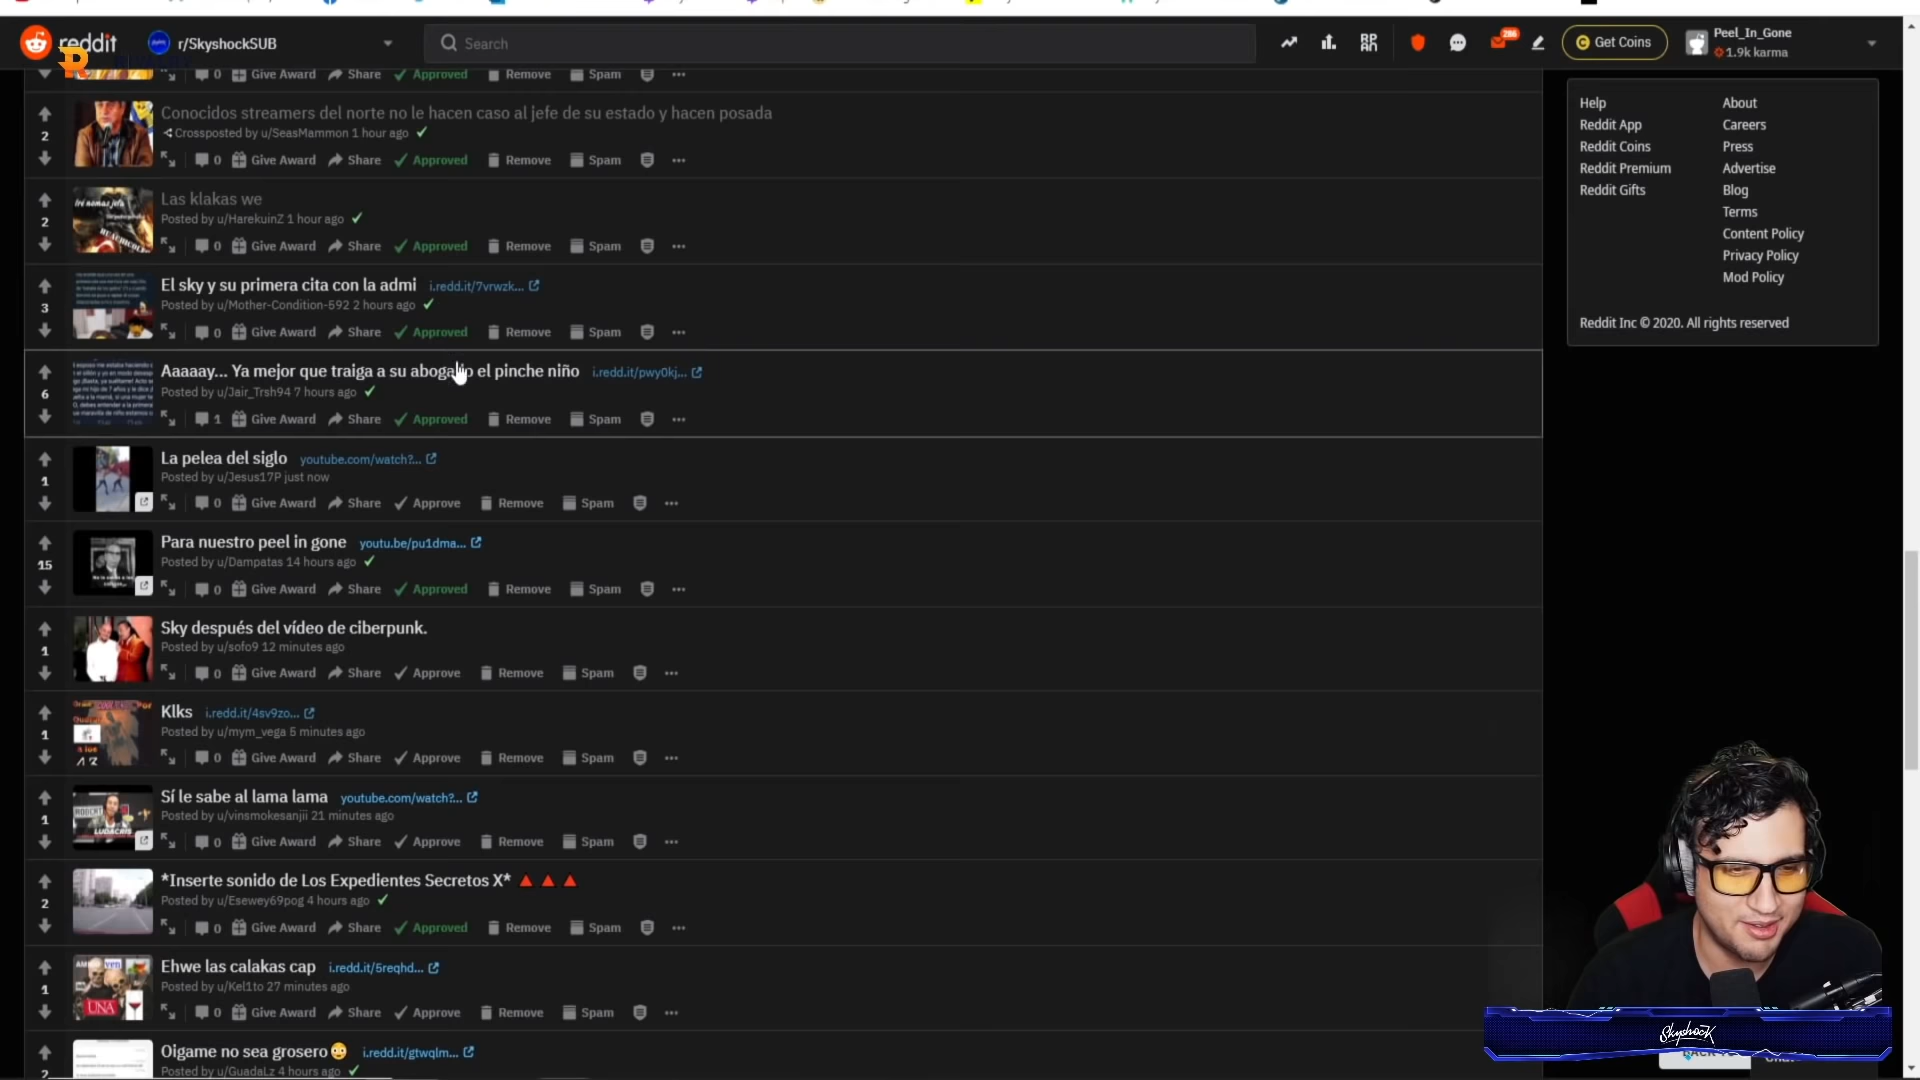 reddit r/SkyshockSUB Search 286 Get Coins Peel_In_Gone
1.9k karma
0 Give Award Share Approved Remove Spam
Conocidos streamers del norte no le hacen caso al jefe de su estado y hacen posada
Crossposted by u/SeasMammon 1 hour ago
2
0 Give Award Share Approved Remove Spam
Las klakas we
Posted by u/HarekuinZ 1 hour ago
2
0 Give Award Share Approved Remove Spam
El sky y su primera cita con la admi i.redd.it/7vrwzk...
Posted by u/Mother-Condition-592 2 hours ago
3
0 Give Award Share Approved Remove Spam
Aaaaay... Ya mejor que traiga a su abogado el pinche niño i.redd.it/pwy0kj...
Posted by u/Jair_Trsh94 7 hours ago
6
1 Give Award Share Approved Remove Spam
La pelea del siglo youtube.com/watch?...
Posted by u/Jesus17P just now
1
0 Give Award Share Approve Remove Spam
Para nuestro peel in gone youtu.be/pu1dma...
Posted by u/Dampatas 14 hours ago
15
0 Give Award Share Approved Remove Spam
Sky después del vídeo de ciberpunk.
Posted by u/sofo9 12 minutes ago
1
0 Give Award Share Approve Remove Spam
Klks i.redd.it/4sv9zo...
Posted by u/mym_vega 5 minutes ago
1
0 Give Award Share Approve Remove Spam
Sí le sabe al lama lama youtube.com/watch?...
Posted by u/vinsmokesanjii 21 minutes ago
1
LUDACRIS
0 Give Award Share Approve Remove Spam
*Inserte sonido de Los Expedientes Secretos X*
Posted by u/Esewey69pog 4 hours ago
2
0 Give Award Share Approved Remove Spam
Ehwe las calakas cap i.redd.it/5reqhd...
Posted by u/Kel1to 27 minutes ago
1
UNA
0 Give Award Share Approve Remove Spam
Oigame no sea grosero i.redd.it/gtwqlm...
Posted by u/GuadaLz 4 hours ago
2
Help About
Reddit App Careers
Reddit Coins Press
Reddit Premium Advertise
Reddit Gifts Blog
Terms
Content Policy
Privacy Policy
Mod Policy
Reddit Inc © 2020. All rights reserved
Skyshock